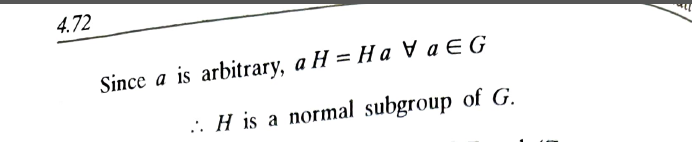 4.72
Since a is arbitrary, a H = H a ∀ a ∈ G
∴ H is a normal subgroup of G.